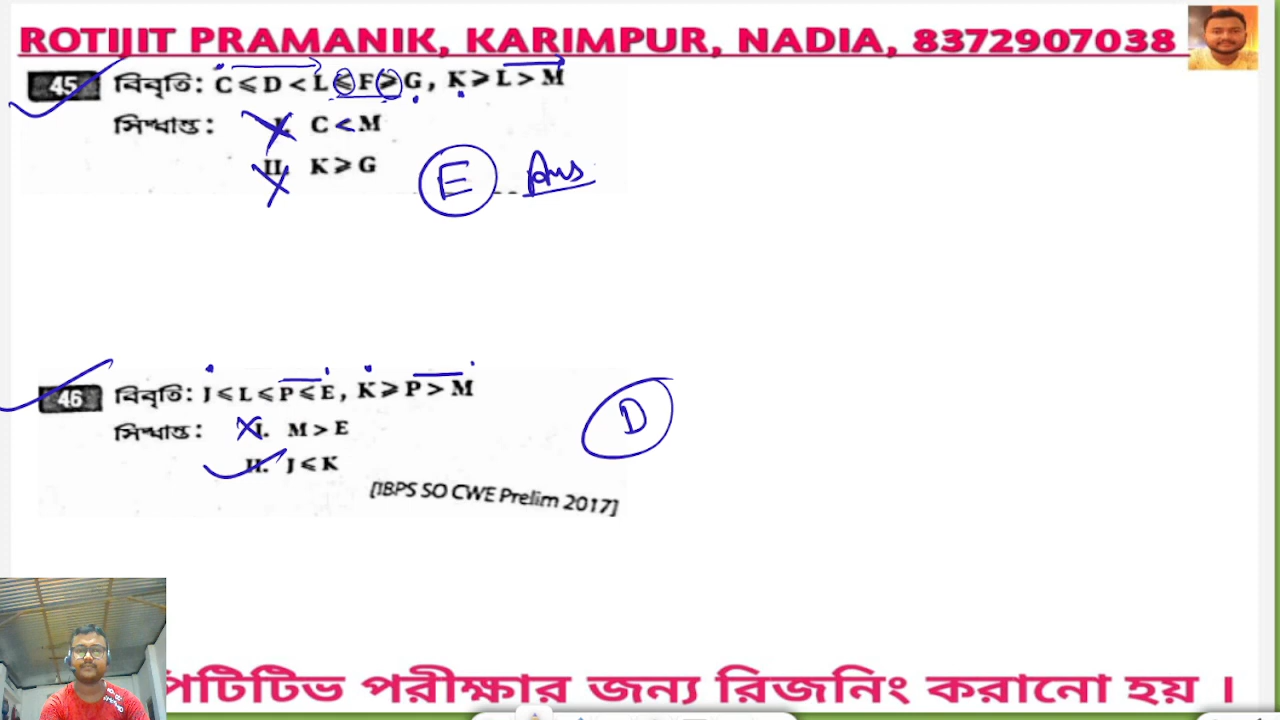 ROTIJIT PRAMANIK, KARIMPUR, NADIA, 8372907038
45 বিবৃতি: C ⩽ D < L ⩽ F ⩾ G, K ⩾ L > M
সিদ্ধান্ত: I. C < M
II. K ⩾ G
E Ans
46 বিবৃতি: J ⩽ L ⩽ P ⩽ E, K ⩾ P > M
সিদ্ধান্ত: I. M > E
II. J ⩽ K
D
[IBPS SO CWE Prelim 2017]
পিটিটিভ পরীক্ষার জন্য রিজনিং করানো হয় ।